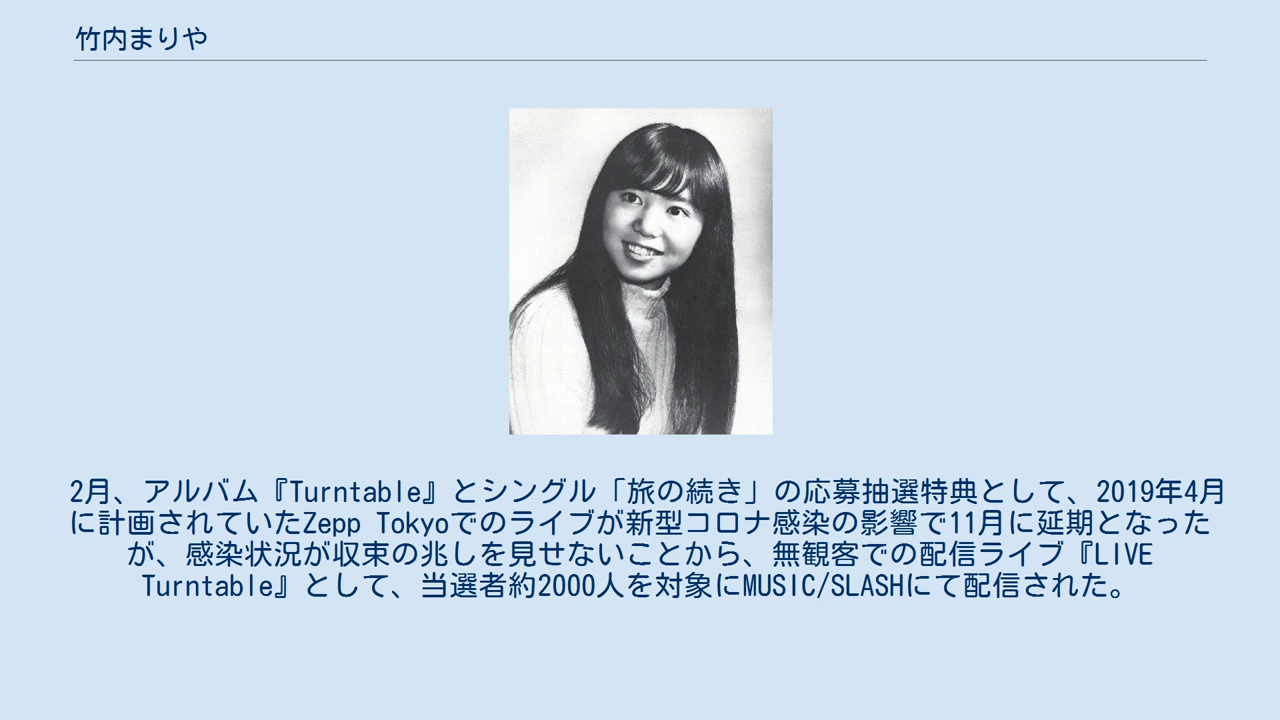 竹内まりや
2月、アルバム『Turntable』とシングル「旅の続き」の応募抽選特典として、2019年4月
に計画されていたZepp Tokyoでのライブが新型コロナ感染の影響で11月に延期となった
が、感染状況が収束の兆しを見せないことから、無観客での配信ライブ『LIVE
Turntable』として、当選者約2000人を対象にMUSIC/SLASHにて配信された。